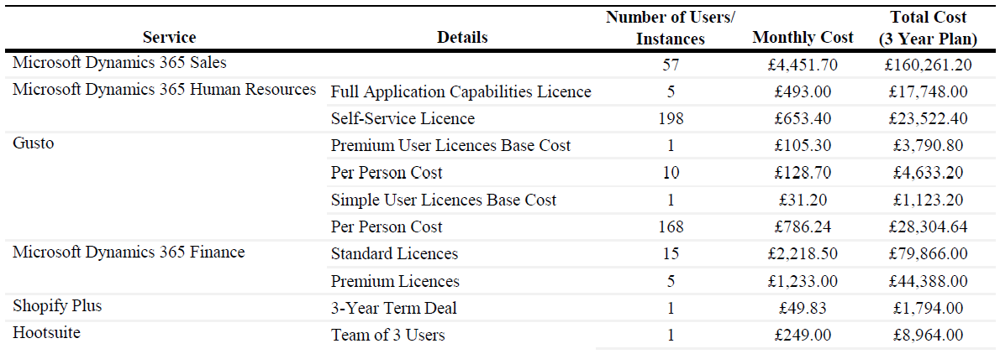 Service Details Number of Users/ Instances Monthly Cost Total Cost (3 Year Plan)
Microsoft Dynamics 365 Sales 57 £4,451.70 £160,261.20
Microsoft Dynamics 365 Human Resources Full Application Capabilities Licence 5 £493.00 £17,748.00
Self-Service Licence 198 £653.40 £23,522.40
Gusto Premium User Licences Base Cost 1 £105.30 £3,790.80
Per Person Cost 10 £128.70 £4,633.20
Simple User Licences Base Cost 1 £31.20 £1,123.20
Per Person Cost 168 £786.24 £28,304.64
Microsoft Dynamics 365 Finance Standard Licences 15 £2,218.50 £79,866.00
Premium Licences 5 £1,233.00 £44,388.00
Shopify Plus 3-Year Term Deal 1 £49.83 £1,794.00
Hootsuite Team of 3 Users 1 £249.00 £8,964.00